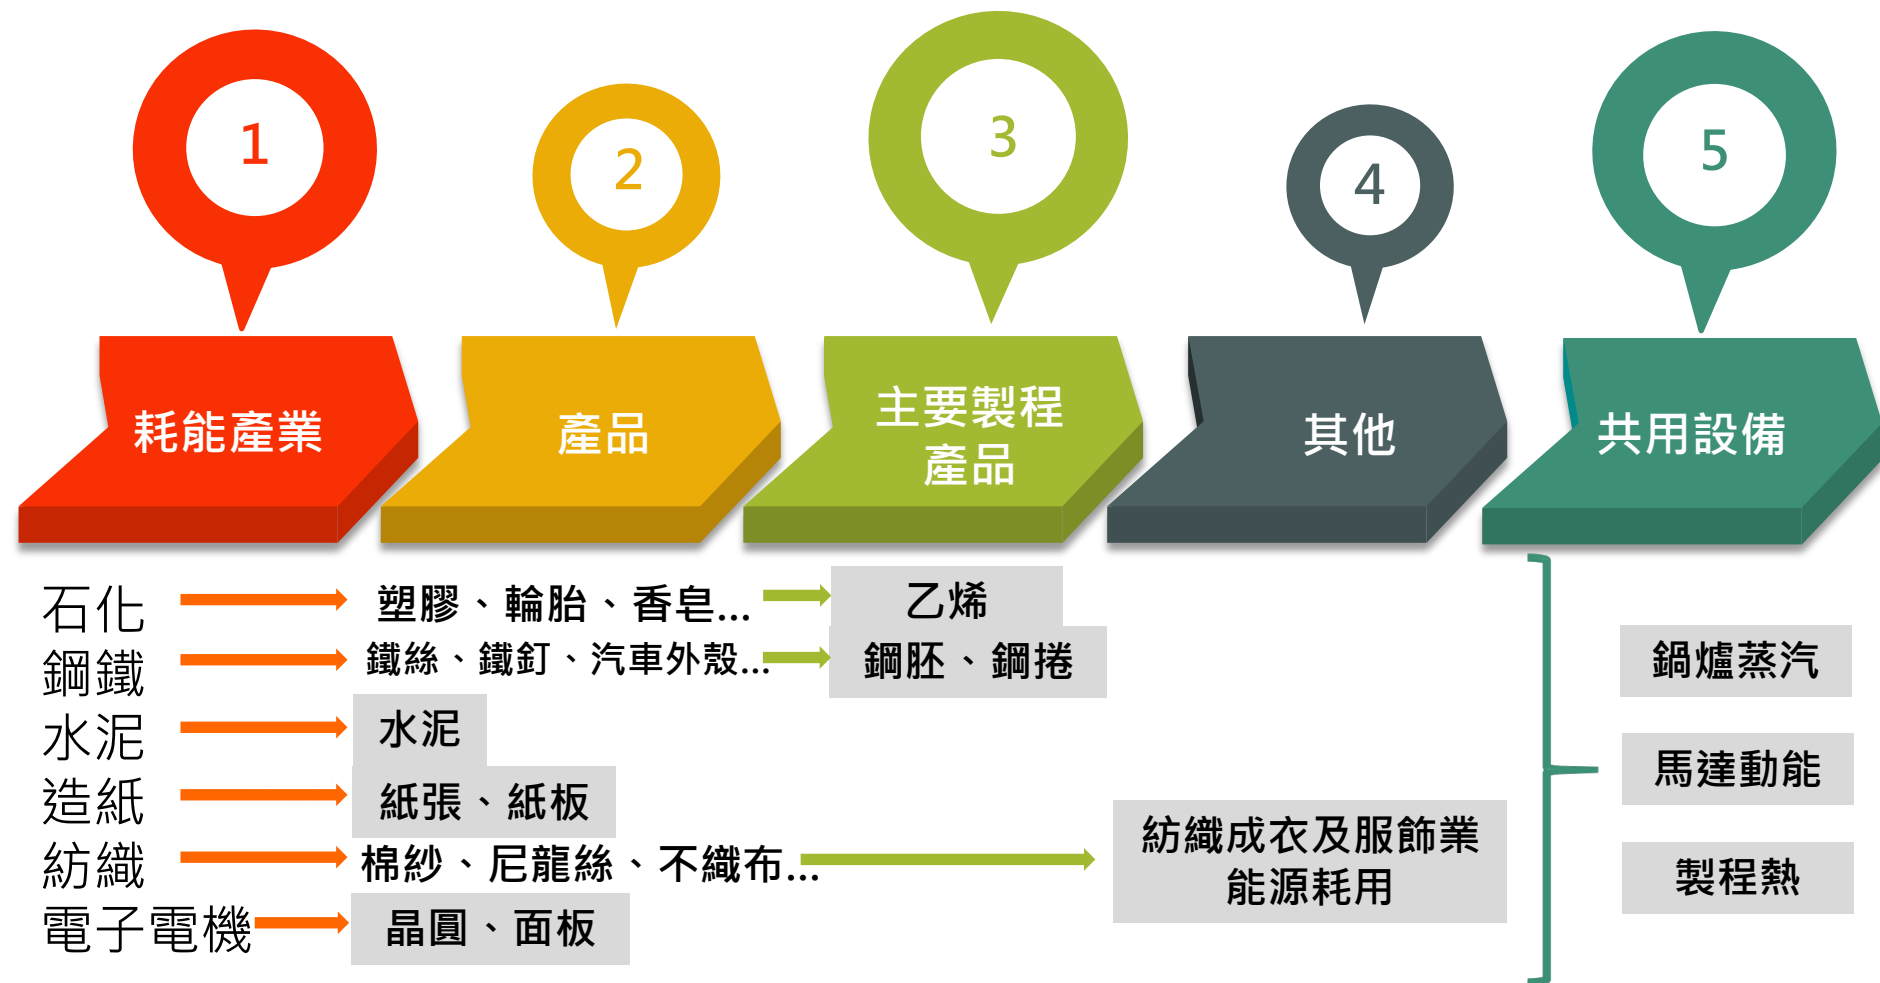 1
2
3
4
5
耗能產業
產品
主要製程
產品
其他
共用設備
石化
塑膠、輪胎、香皂...
乙烯
鋼鐵
鐵絲、鐵釘、汽車外殼...
鋼胚、鋼捲
水泥
水泥
造紙
紙張、紙板
紡織
棉紗、尼龍絲、不織布...
紡織成衣及服飾業
能源耗用
電子電機
晶圓、面板
鍋爐蒸汽
馬達動能
製程熱